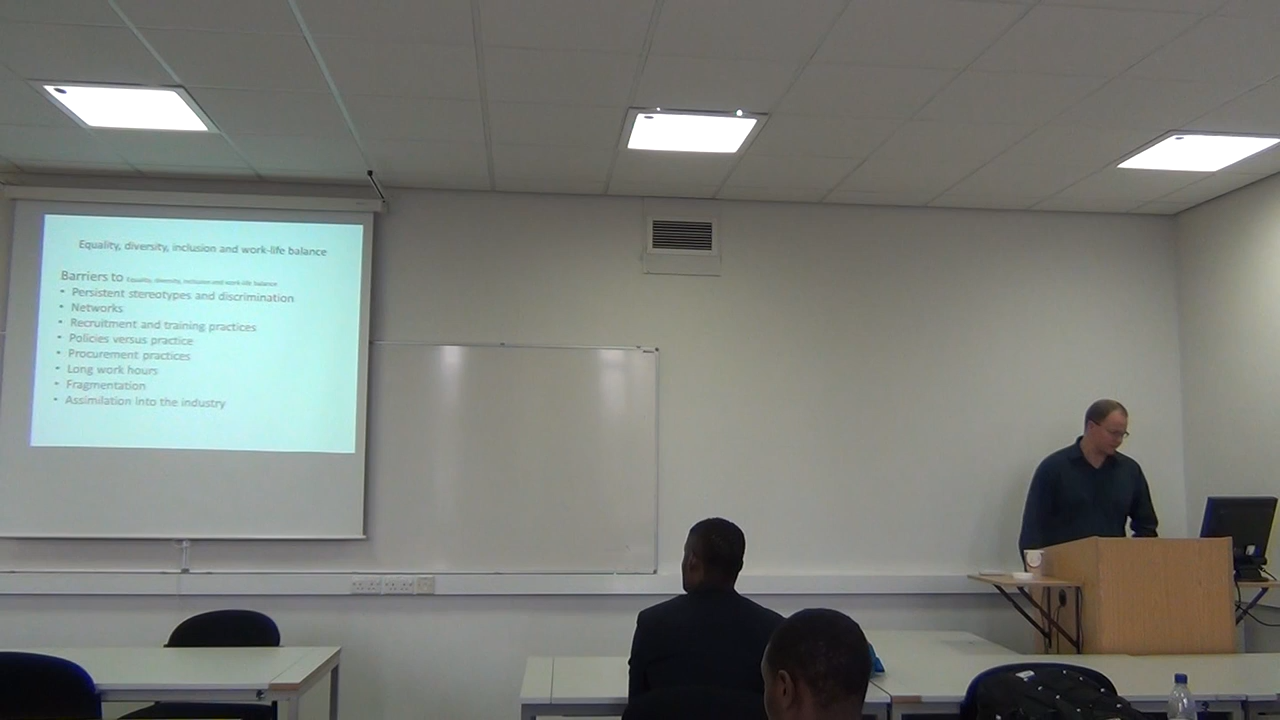 Equality, diversity, inclusion and work-life balance
Barriers to Equality, diversity, inclusion and work-life balance
• Persistent stereotypes and discrimination
• Networks
• Recruitment and training practices
• Policies versus practice
• Procurement practices
• Long work hours
• Fragmentation
• Assimilation into the industry